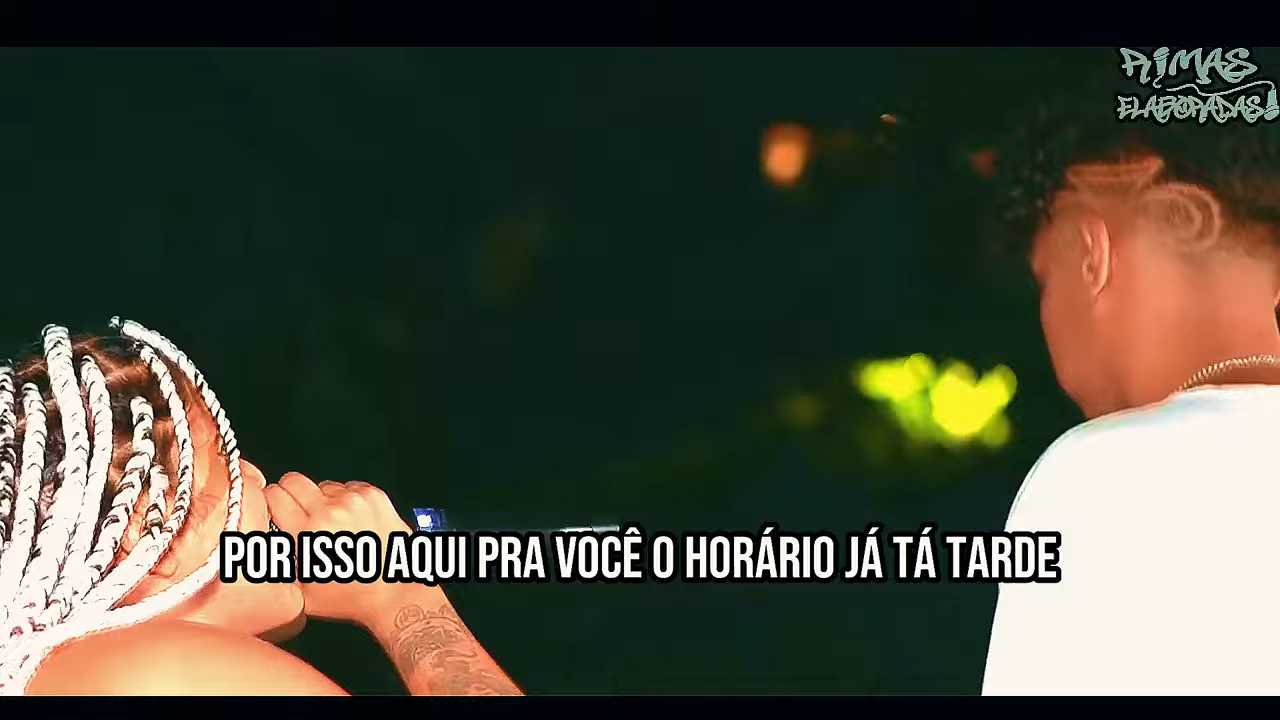 RIMAS
ELABORADAS!
POR ISSO AQUI PRA VOCÊ O HORÁRIO JÁ TÁ TARDE